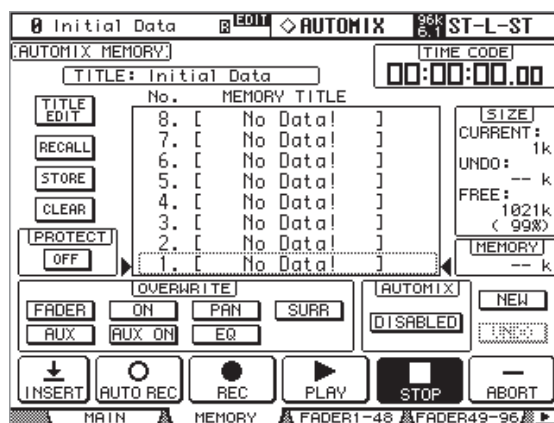 0 Initial Data R EDIT ◇AUTOMIX 96k 6.1 ST-L-ST
AUTOMIX MEMORY
TIME CODE
TITLE: Initial Data
00:00:00.00
No. MEMORY TITLE
TITLE EDIT
RECALL
STORE
CLEAR
PROTECT
OFF
8. [ No Data! ]
7. [ No Data! ]
6. [ No Data! ]
5. [ No Data! ]
4. [ No Data! ]
3. [ No Data! ]
2. [ No Data! ]
1. [ No Data! ]
SIZE
CURRENT:
1k
UNDO:
-- k
FREE:
1021k
( 99%)
MEMORY
-- k
OVERWRITE
FADER ON PAN SURR
AUX AUX ON EQ
AUTOMIX
DISABLED
NEW
UNDO
INSERT AUTO REC REC PLAY STOP ABORT
MAIN MEMORY FADER1-48 FADER49-96